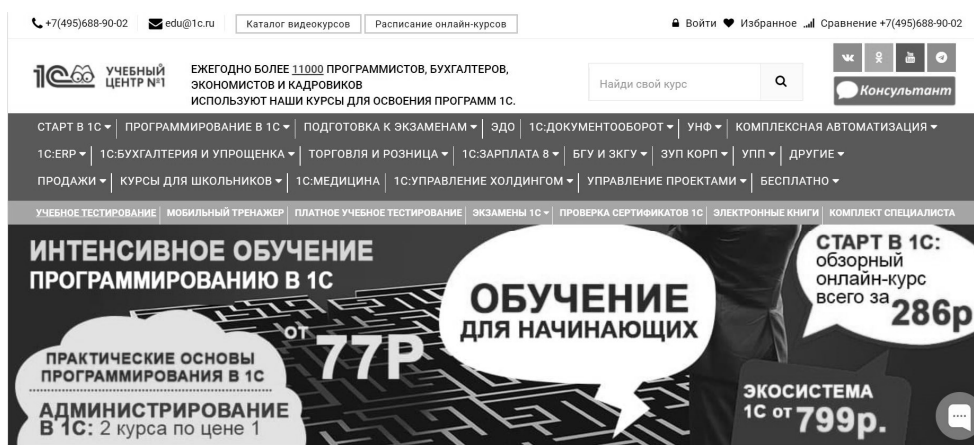 +7(495)688-90-02 edu@1c.ru Каталог видеокурсов Расписание онлайн-курсов Войти Избранное Сравнение +7(495)688-90-02
1С УЧЕБНЫЙ
ЦЕНТР №1
ЕЖЕГОДНО БОЛЕЕ 11000 ПРОГРАММИСТОВ, БУХГАЛТЕРОВ,
ЭКОНОМИСТОВ И КАДРОВИКОВ
ИСПОЛЬЗУЮТ НАШИ КУРСЫ ДЛЯ ОСВОЕНИЯ ПРОГРАММ 1С.
Найди свой курс
Консультант
СТАРТ В 1С ПРОГРАММИРОВАНИЕ В 1С ПОДГОТОВКА К ЭКЗАМЕНАМ ЭДО 1С:ДОКУМЕНТООБОРОТ УНФ КОМПЛЕКСНАЯ АВТОМАТИЗАЦИЯ
1С:ERP 1С:БУХГАЛТЕРИЯ И УПРОЩЕНКА ТОРГОВЛЯ И РОЗНИЦА 1С:ЗАРПЛАТА 8 БГУ И ЗКГУ ЗУП КОРП УПП ДРУГИЕ
ПРОДАЖИ КУРСЫ ДЛЯ ШКОЛЬНИКОВ 1С:МЕДИЦИНА 1С:УПРАВЛЕНИЕ ХОЛДИНГОМ УПРАВЛЕНИЕ ПРОЕКТАМИ БЕСПЛАТНО
УЧЕБНОЕ ТЕСТИРОВАНИЕ МОБИЛЬНЫЙ ТРЕНАЖЕР ПЛАТНОЕ УЧЕБНОЕ ТЕСТИРОВАНИЕ ЭКЗАМЕНЫ 1С ПРОВЕРКА СЕРТИФИКАТОВ 1С ЭЛЕКТРОННЫЕ КНИГИ КОМПЛЕКТ СПЕЦИАЛИСТА
ИНТЕНСИВНОЕ ОБУЧЕНИЕ
ПРОГРАММИРОВАНИЮ В 1С
от 77Р
ПРАКТИЧЕСКИЕ ОСНОВЫ
ПРОГРАММИРОВАНИЯ В 1С
АДМИНИСТРИРОВАНИЕ
В 1С: 2 курса по цене 1
ОБУЧЕНИЕ
ДЛЯ НАЧИНАЮЩИХ
СТАРТ В 1С:
обзорный
онлайн-курс
всего за 286р
ЭКОСИСТЕМА
1С от 799р.